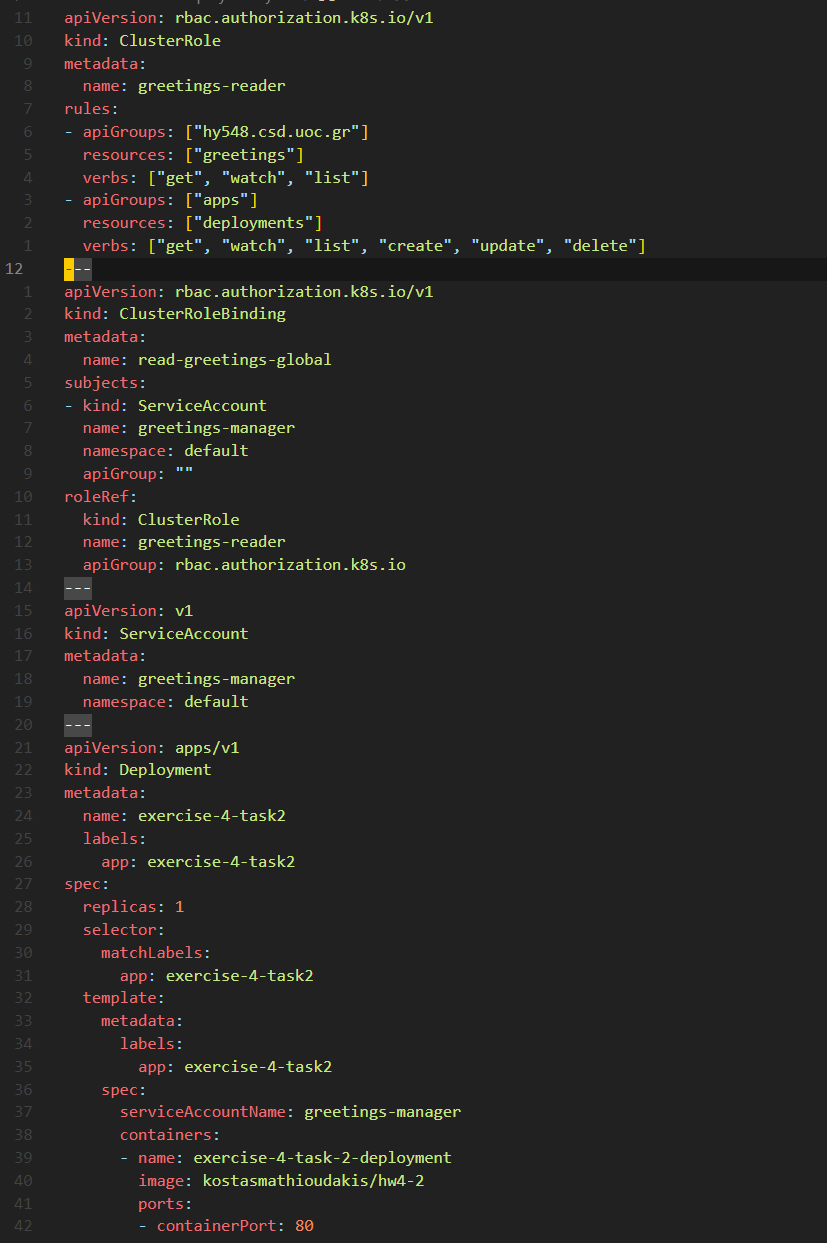 11 apiVersion: rbac.authorization.k8s.io/v1
10 kind: ClusterRole
9 metadata:
8   name: greetings-reader
7 rules:
6 - apiGroups: ["hy548.csd.uoc.gr"]
5   resources: ["greetings"]
4   verbs: ["get", "watch", "list"]
3 - apiGroups: ["apps"]
2   resources: ["deployments"]
1   verbs: ["get", "watch", "list", "create", "update", "delete"]
12 ---
1 apiVersion: rbac.authorization.k8s.io/v1
2 kind: ClusterRoleBinding
3 metadata:
4   name: read-greetings-global
5 subjects:
6 - kind: ServiceAccount
7   name: greetings-manager
8   namespace: default
9   apiGroup: ""
10 roleRef:
11   kind: ClusterRole
12   name: greetings-reader
13   apiGroup: rbac.authorization.k8s.io
14 ---
15 apiVersion: v1
16 kind: ServiceAccount
17 metadata:
18   name: greetings-manager
19   namespace: default
20 ---
21 apiVersion: apps/v1
22 kind: Deployment
23 metadata:
24   name: exercise-4-task2
25   labels:
26     app: exercise-4-task2
27 spec:
28   replicas: 1
29   selector:
30     matchLabels:
31       app: exercise-4-task2
32   template:
33     metadata:
34       labels:
35         app: exercise-4-task2
36     spec:
37       serviceAccountName: greetings-manager
38       containers:
39       - name: exercise-4-task-2-deployment
40         image: kostasmathioudakis/hw4-2
41         ports:
42         - containerPort: 80